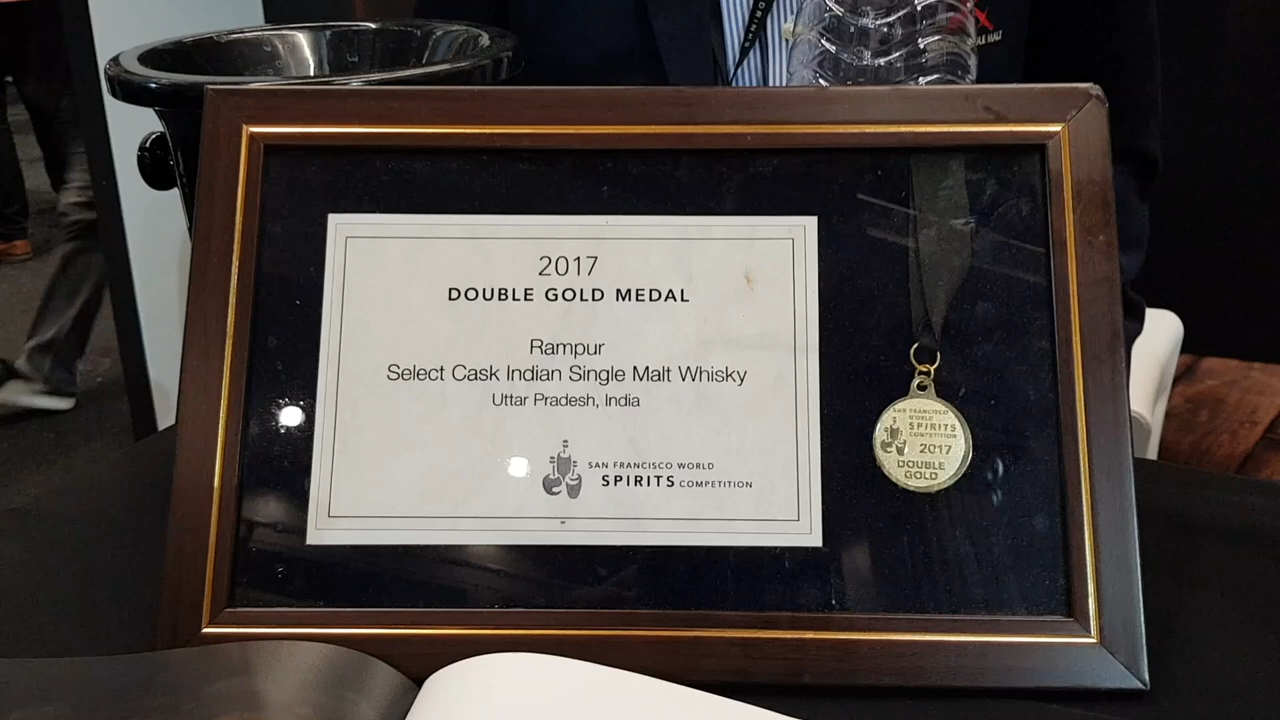 DRINKS
2017
DOUBLE GOLD MEDAL
Rampur
Select Cask Indian Single Malt Whisky
Uttar Pradesh, India
SAN FRANCISCO WORLD
SPIRITS COMPETITION
SAN FRANCISCO
WORLD
SPIRITS
COMPETITION
2017
DOUBLE
GOLD